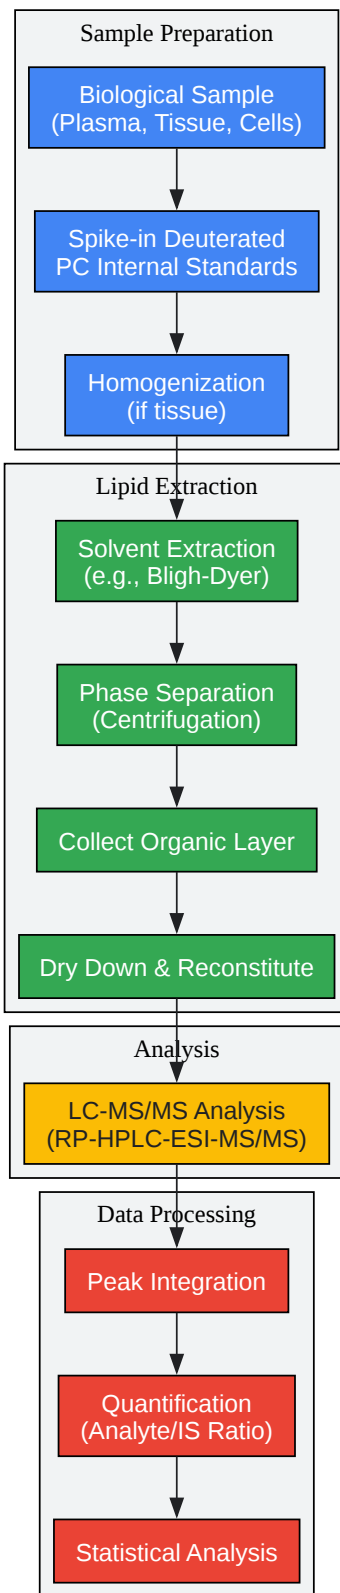 Sample Preparation
Biological Sample
(Plasma, Tissue, Cells)
Spike-in Deuterated
PC Internal Standards
Homogenization
(if tissue)
Lipid Extraction
Solvent Extraction
(e.g., Bligh-Dyer)
Phase Separation
(Centrifugation)
Collect Organic Layer
Dry Down & Reconstitute
Analysis
LC-MS/MS Analysis
(RP-HPLC-ESI-MS/MS)
Data Processing
Peak Integration
Quantification
(Analyte/IS Ratio)
Statistical Analysis